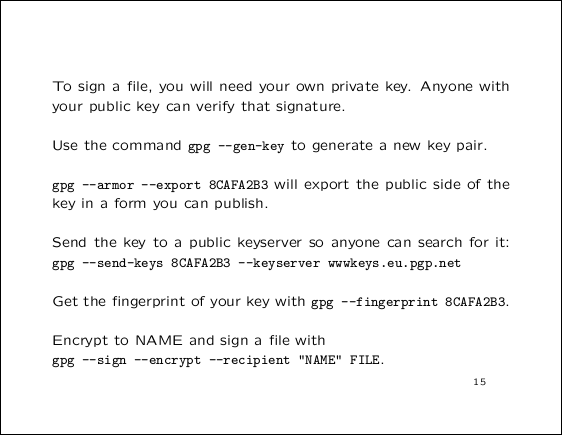 To sign a file, you will need your own private key. Anyone with
your public key can verify that signature.
Use the command gpg --gen-key to generate a new key pair.
gpg --armor --export 8CAFA2B3 will export the public side of the
key in a form you can publish.
Send the key to a public keyserver so anyone can search for it:
gpg --send-keys 8CAFA2B3 --keyserver wwwkeys.eu.pgp.net
Get the fingerprint of your key with gpg --fingerprint 8CAFA2B3.
Encrypt to NAME and sign a file with
gpg --sign --encrypt --recipient "NAME" FILE.
15